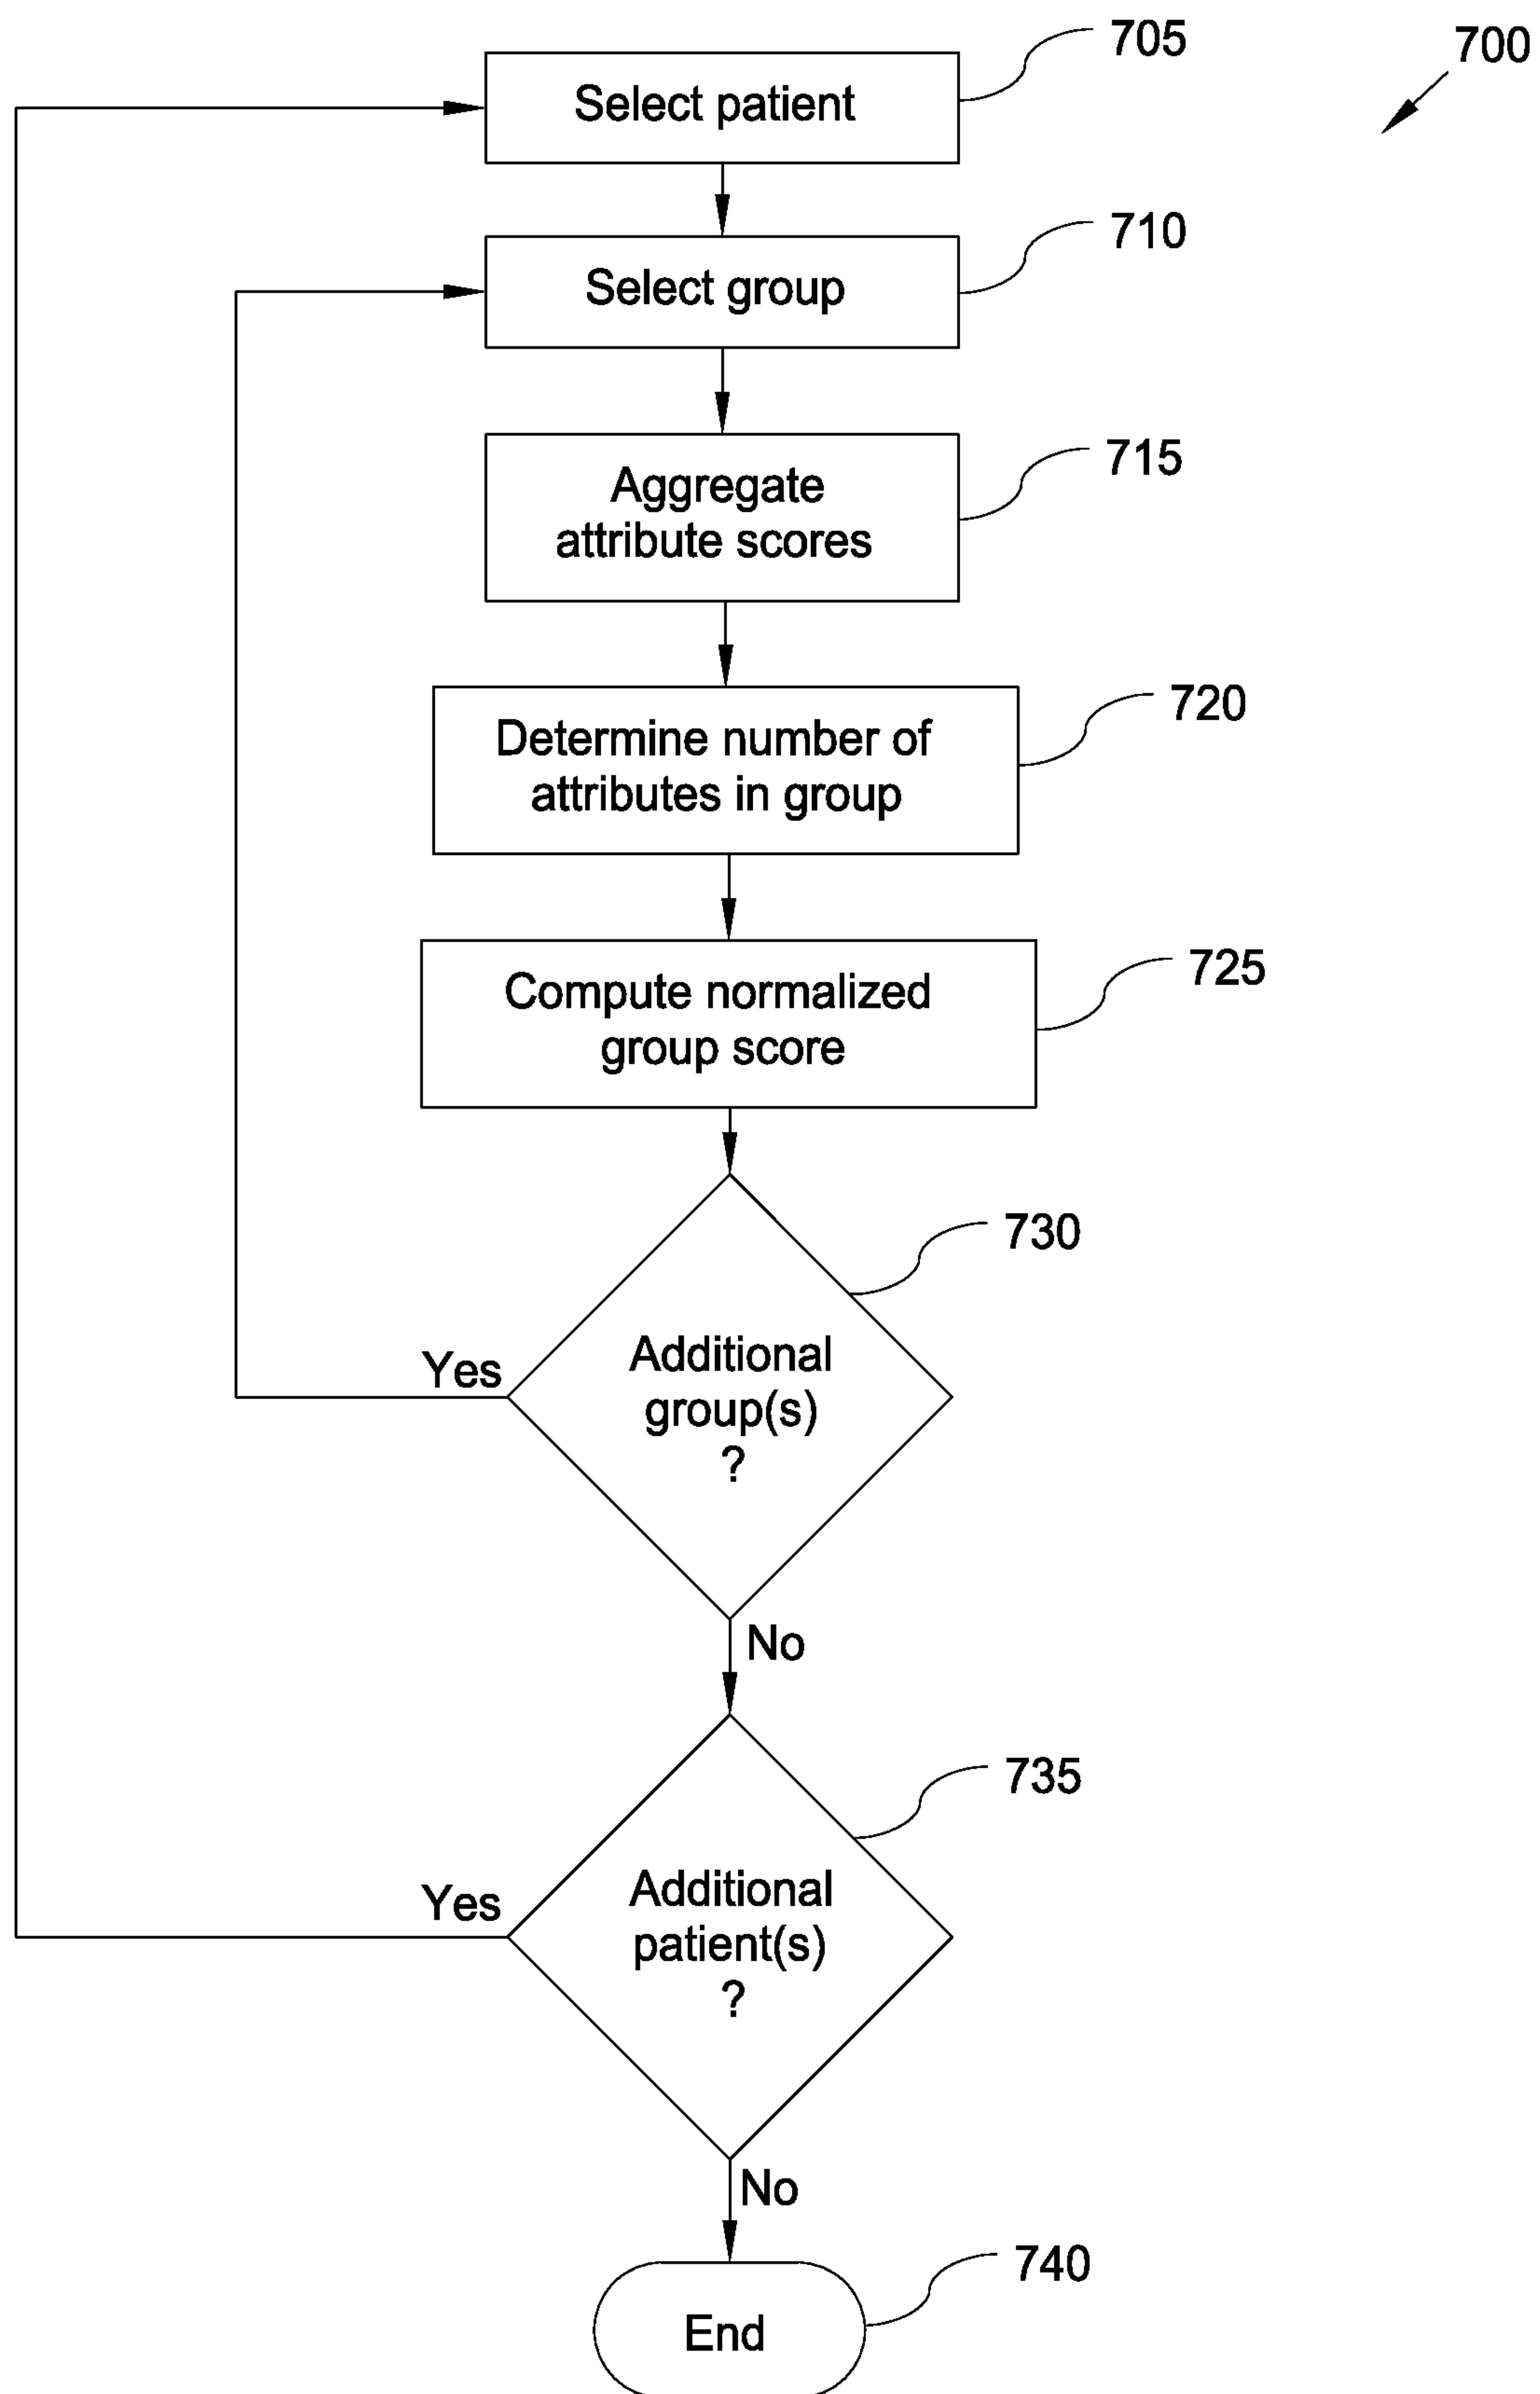 705
700
Select patient
710
Select group
715
Aggregate
attribute scores
720
Determine number of
attributes in group
725
Compute normalized
group score
730
Yes
Additional
group(s)
?
No
735
Yes
Additional
patient(s)
?
No
740
End